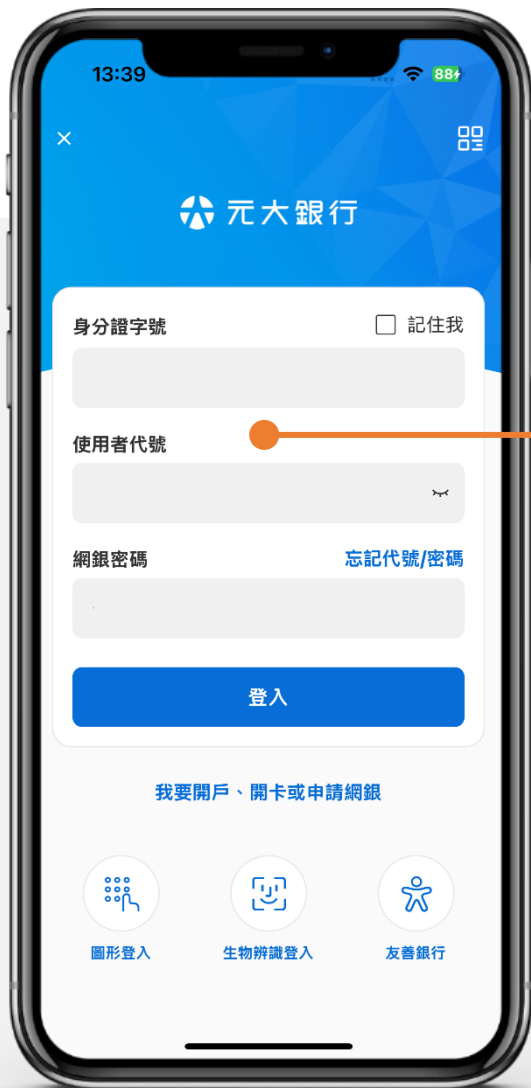 13:39
88
元大銀行
身分證字號
記住我
使用者代號
網銀密碼
忘記代號/密碼
登入
我要開戶、開卡或申請網銀
圖形登入
生物辨識登入
友善銀行